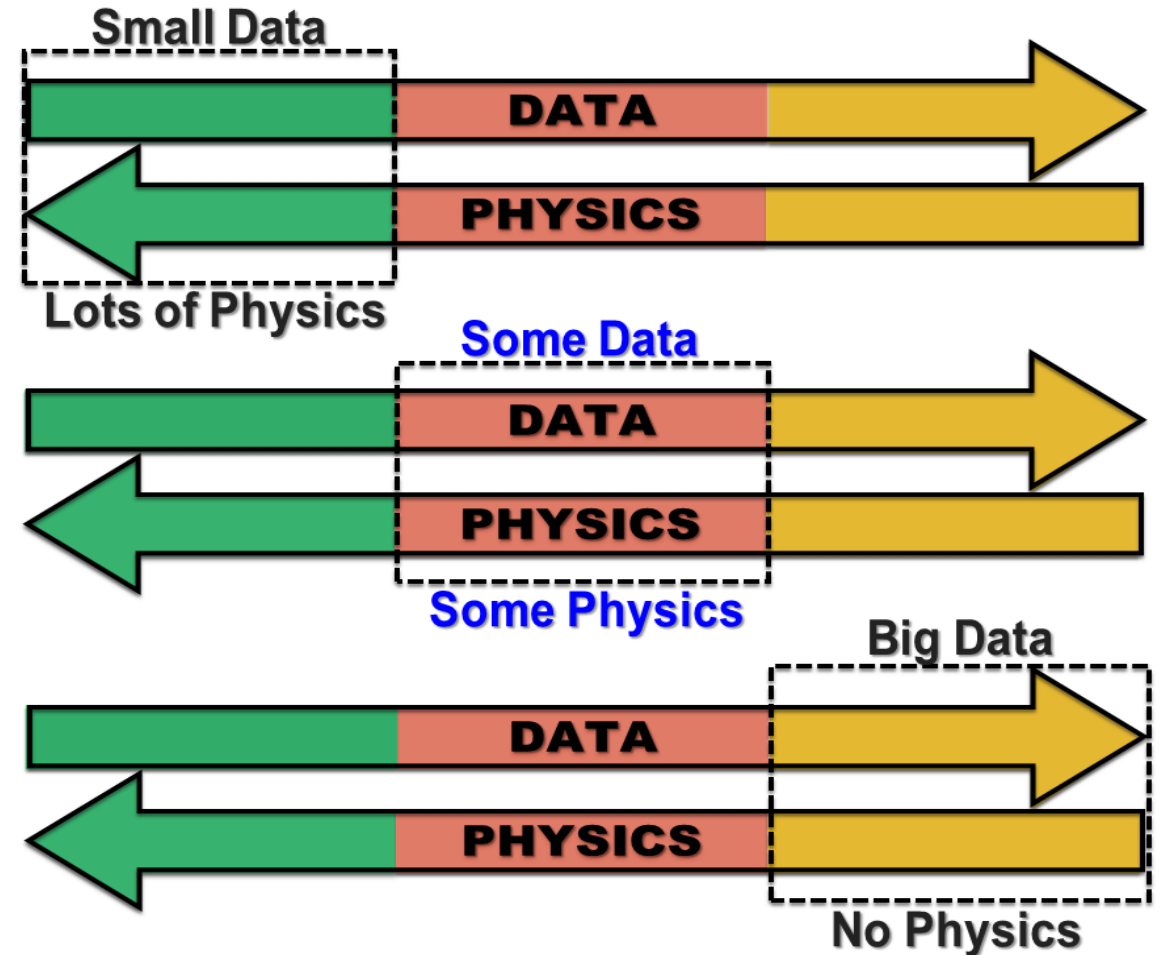 Small Data
DATA
PHYSICS
Lots of Physics
Some Data
DATA
PHYSICS
Some Physics
Big Data
DATA
PHYSICS
No Physics